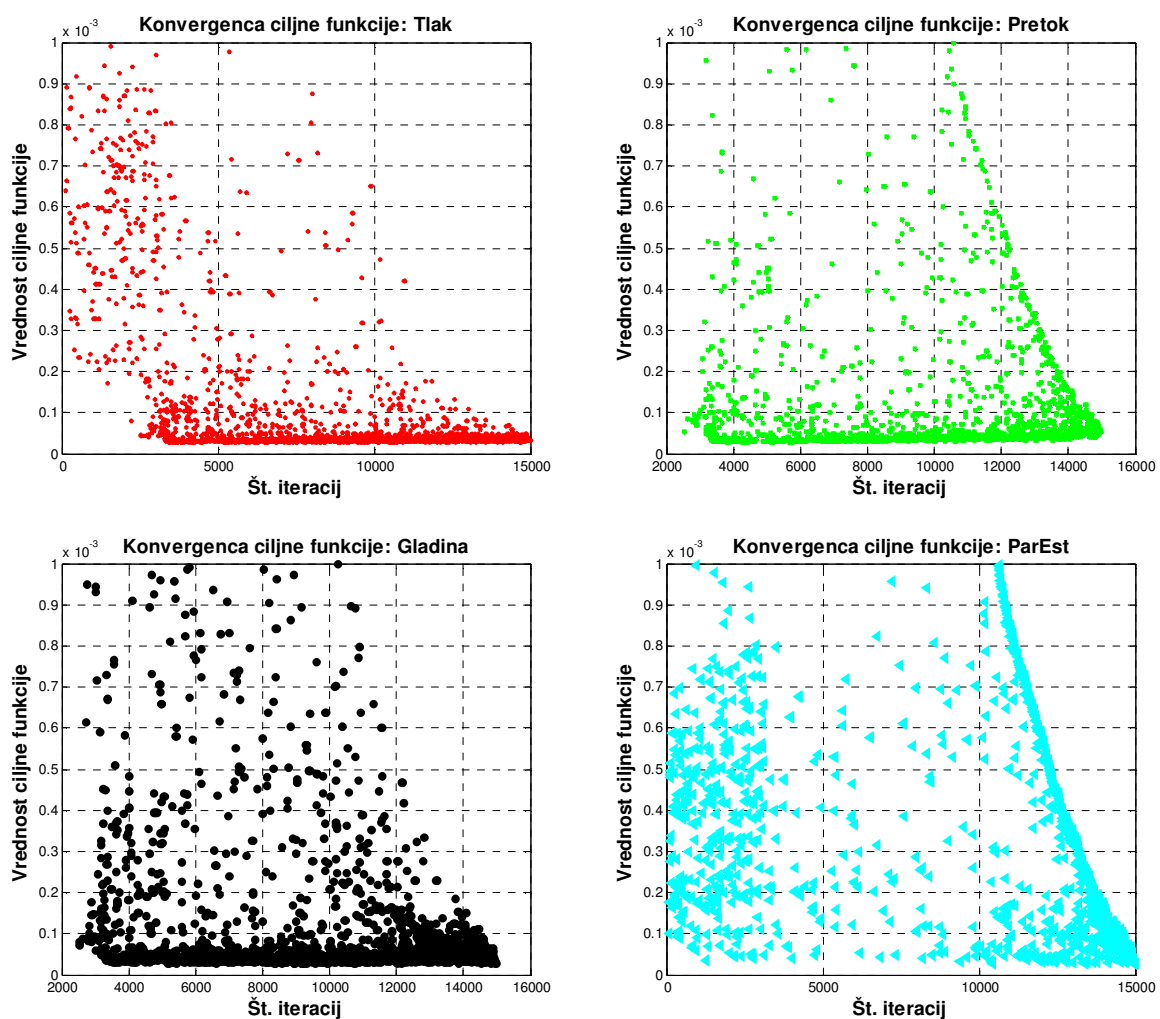 Konvergenca ciljne funkcije: Tlak
x 10-3
1
0.9
0.8
0.7
0.6
0.5
0.4
0.3
0.2
0.1
0
Vrednost ciljne funkcije
0 5000 10000 15000
Št. iteracij
Konvergenca ciljne funkcije: Pretok
x 10-3
1
0.9
0.8
0.7
0.6
0.5
0.4
0.3
0.2
0.1
0
Vrednost ciljne funkcije
2000 4000 6000 8000 10000 12000 14000 16000
Št. iteracij
Konvergenca ciljne funkcije: Gladina
x 10-3
1
0.9
0.8
0.7
0.6
0.5
0.4
0.3
0.2
0.1
0
Vrednost ciljne funkcije
2000 4000 6000 8000 10000 12000 14000 16000
Št. iteracij
Konvergenca ciljne funkcije: ParEst
x 10-3
1
0.9
0.8
0.7
0.6
0.5
0.4
0.3
0.2
0.1
0
Vrednost ciljne funkcije
0 5000 10000 15000
Št. iteracij